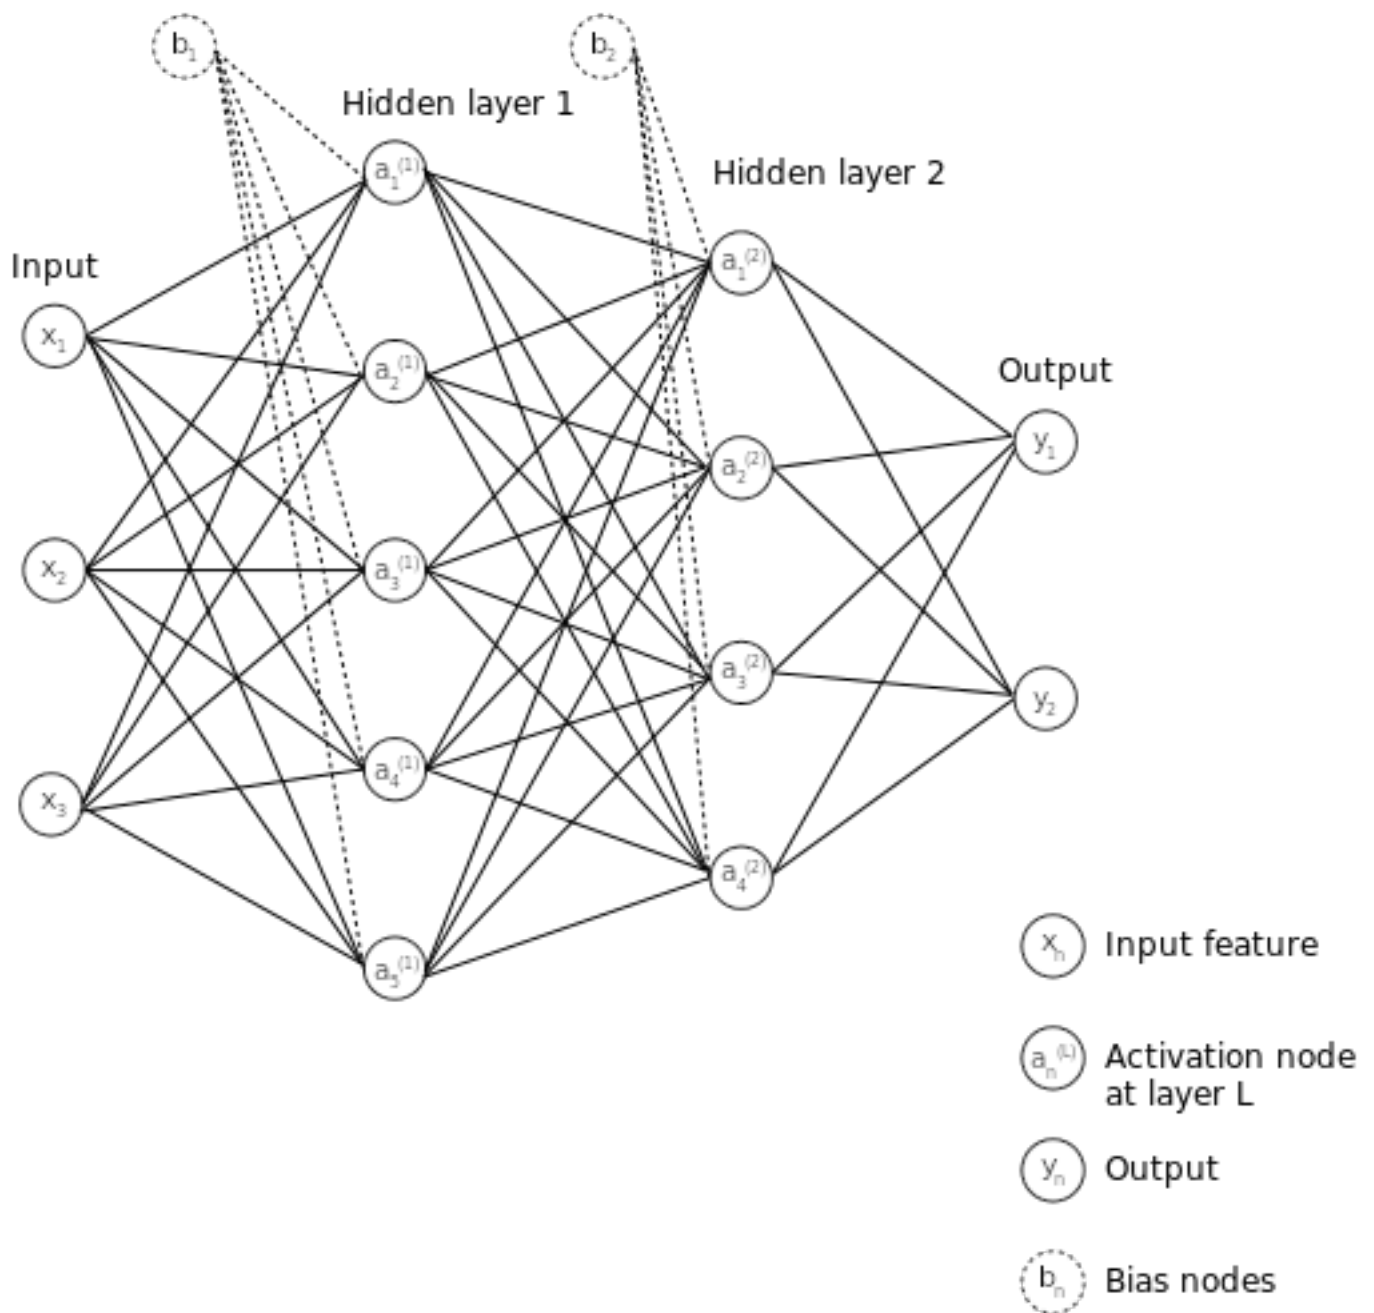 b₁
b₂
Hidden layer 1
a₁⁽¹⁾
Hidden layer 2
Input
a₁⁽²⁾
x₁
a₂⁽¹⁾
Output
y₁
a₂⁽²⁾
x₂
a₃⁽¹⁾
a₃⁽²⁾
y₂
a₄⁽¹⁾
x₃
a₄⁽²⁾
a₅⁽¹⁾
xₙ Input feature
aₙ⁽ᴸ⁾ Activation node
at layer L
yₙ Output
bₙ Bias nodes